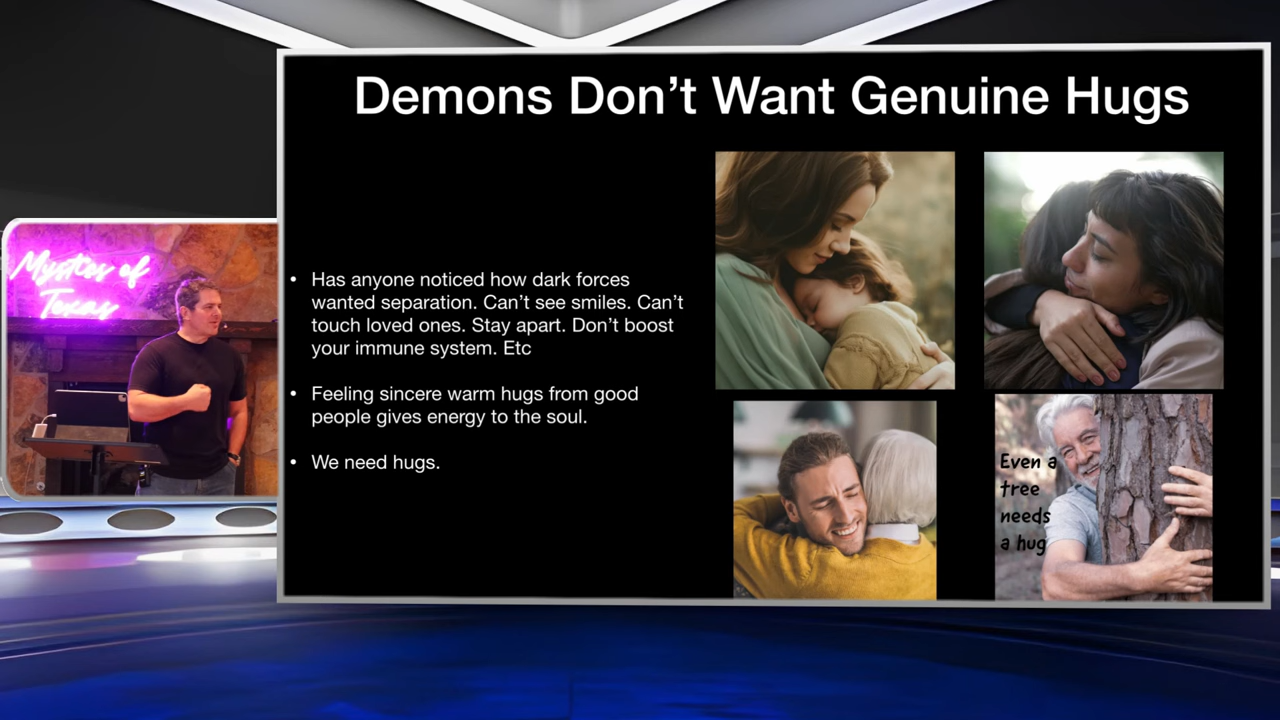 Demons Don’t Want Genuine Hugs
Mystics of
Texas
• Has anyone noticed how dark forces
wanted separation. Can’t see smiles. Can’t
touch loved ones. Stay apart. Don’t boost
your immune system. Etc
• Feeling sincere warm hugs from good
people gives energy to the soul.
• We need hugs.
Even a
tree
needs
a hug